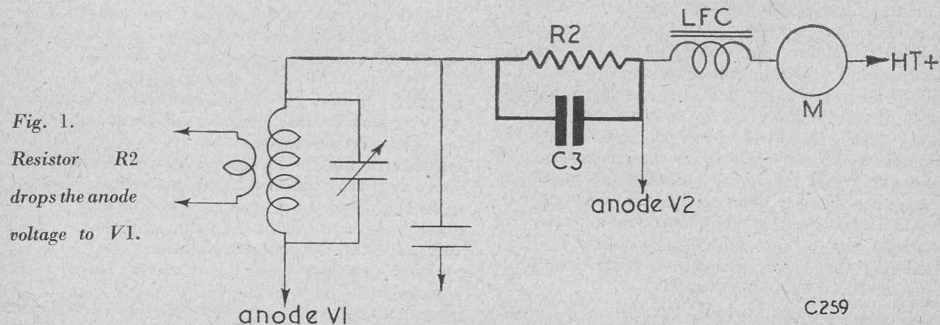 LFC
R2
HT+
M
Fig. 1.
Resistor R2
drops the anode
voltage to V1.
C3
anode V2
anode V1
C259